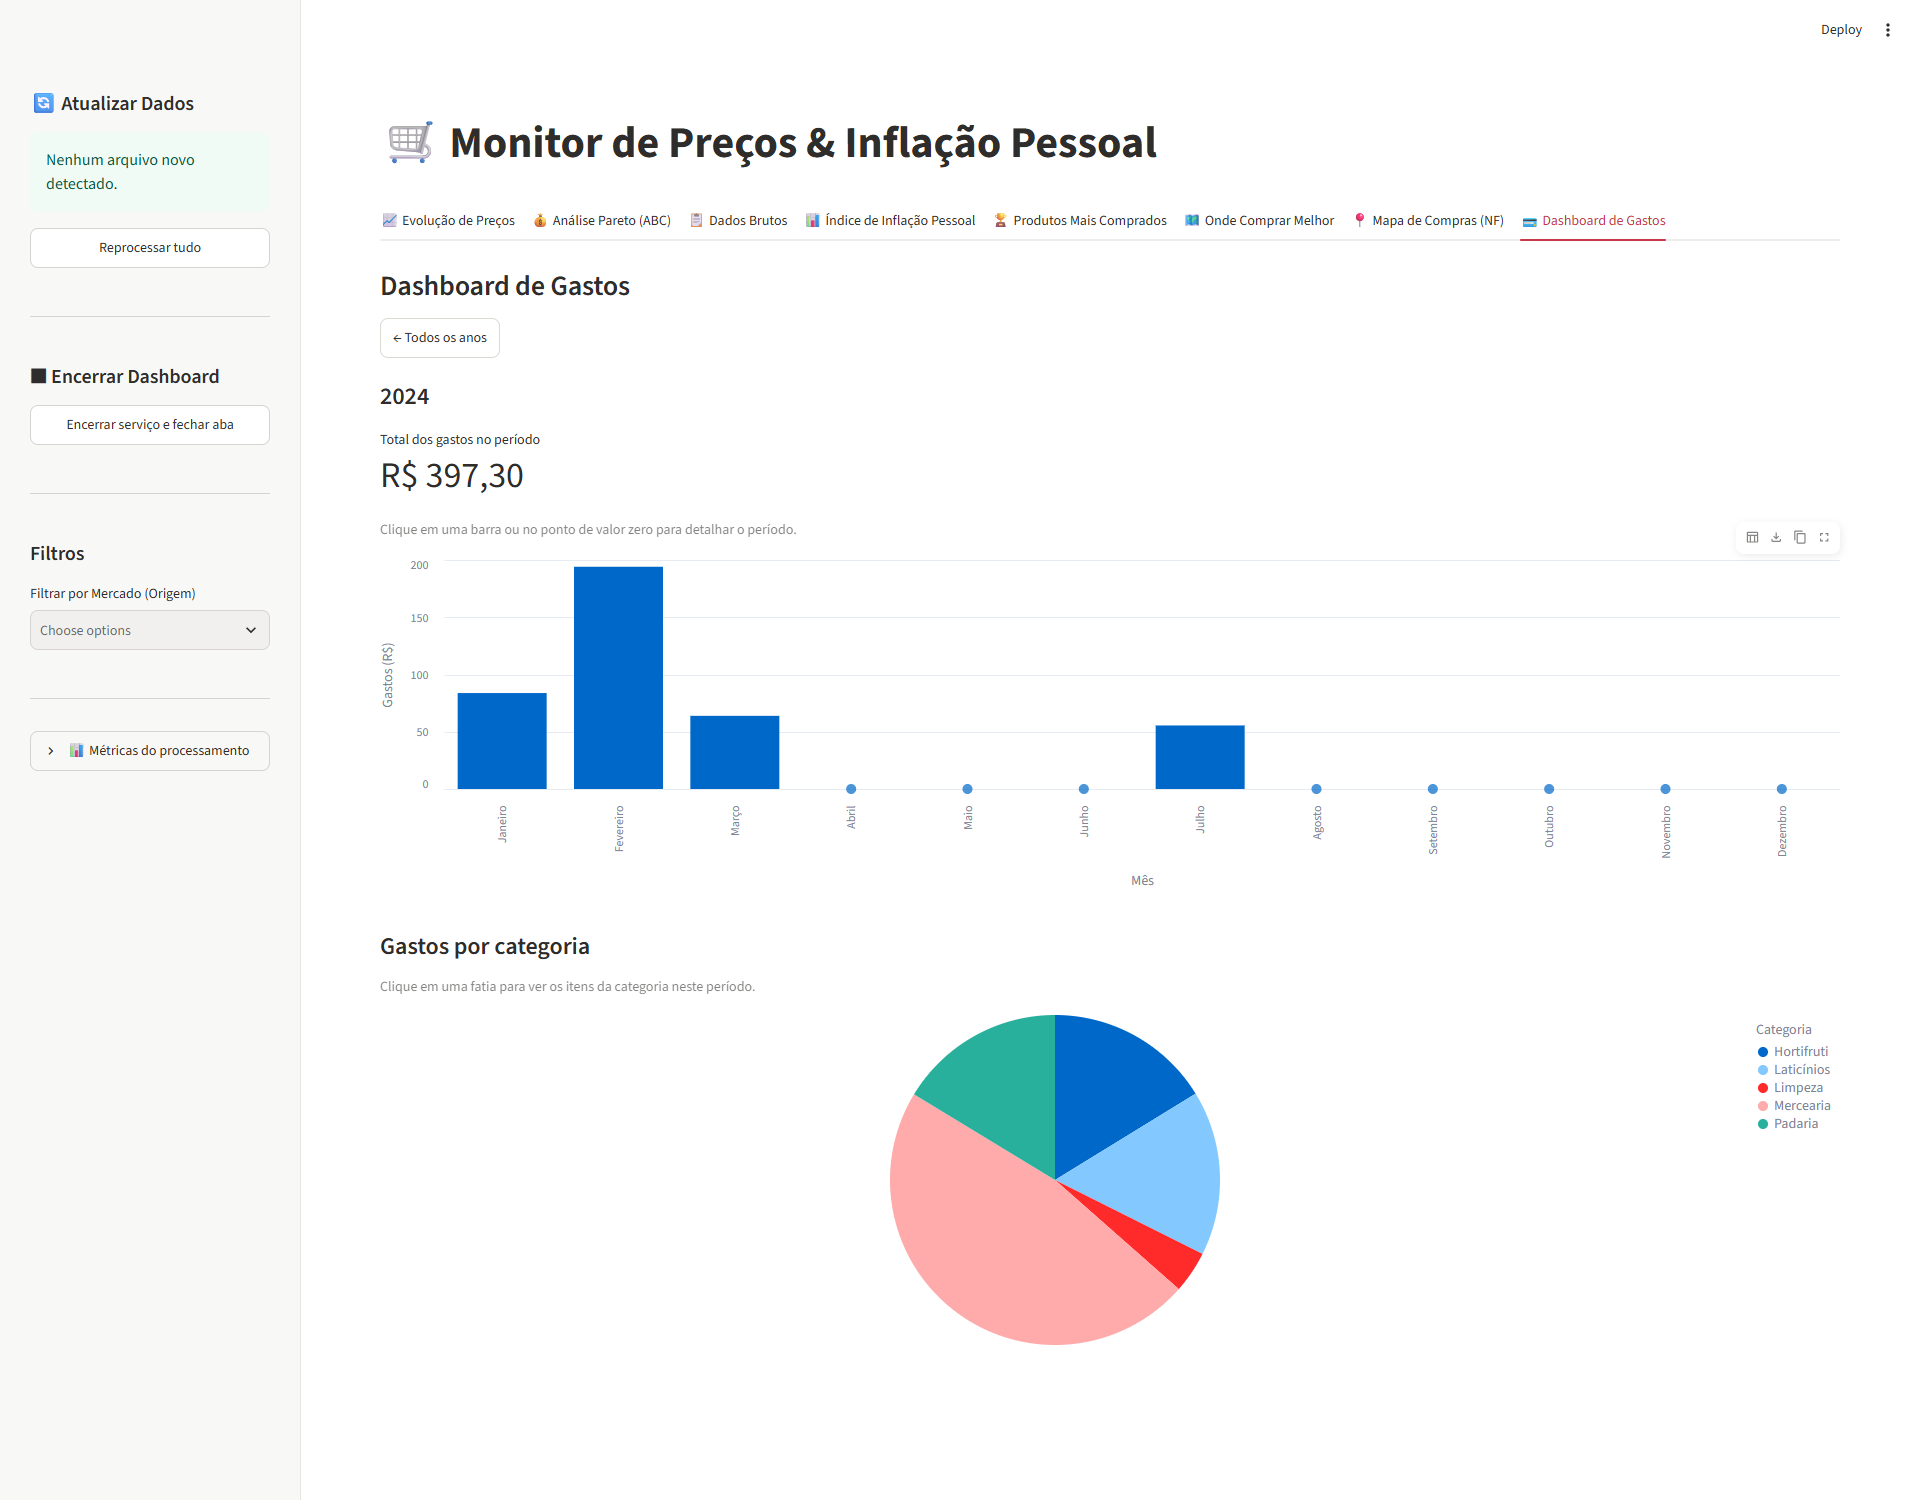 Deploy
🔄 Atualizar Dados
Nenhum arquivo novo
detectado.
Reprocessar tudo
Encerrar Dashboard
Encerrar serviço e fechar aba
Filtros
Filtrar por Mercado (Origem)
Choose options
Métricas do processamento
Monitor de Preços & Inflação Pessoal
Evolução de Preços
Análise Pareto (ABC)
Dados Brutos
Índice de Inflação Pessoal
Produtos Mais Comprados
Onde Comprar Melhor
Mapa de Compras (NF)
Dashboard de Gastos
Dashboard de Gastos
← Todos os anos
2024
Total dos gastos no período
R$ 397,30
Clique em uma barra ou no ponto de valor zero para detalhar o período.
Gastos (R$)
200
150
100
50
0
Janeiro
Fevereiro
Março
Abril
Maio
Junho
Julho
Agosto
Setembro
Outubro
Novembro
Dezembro
Mês
Gastos por categoria
Clique em uma fatia para ver os itens da categoria neste período.
Categoria
Hortifruti
Laticínios
Limpeza
Mercearia
Padaria